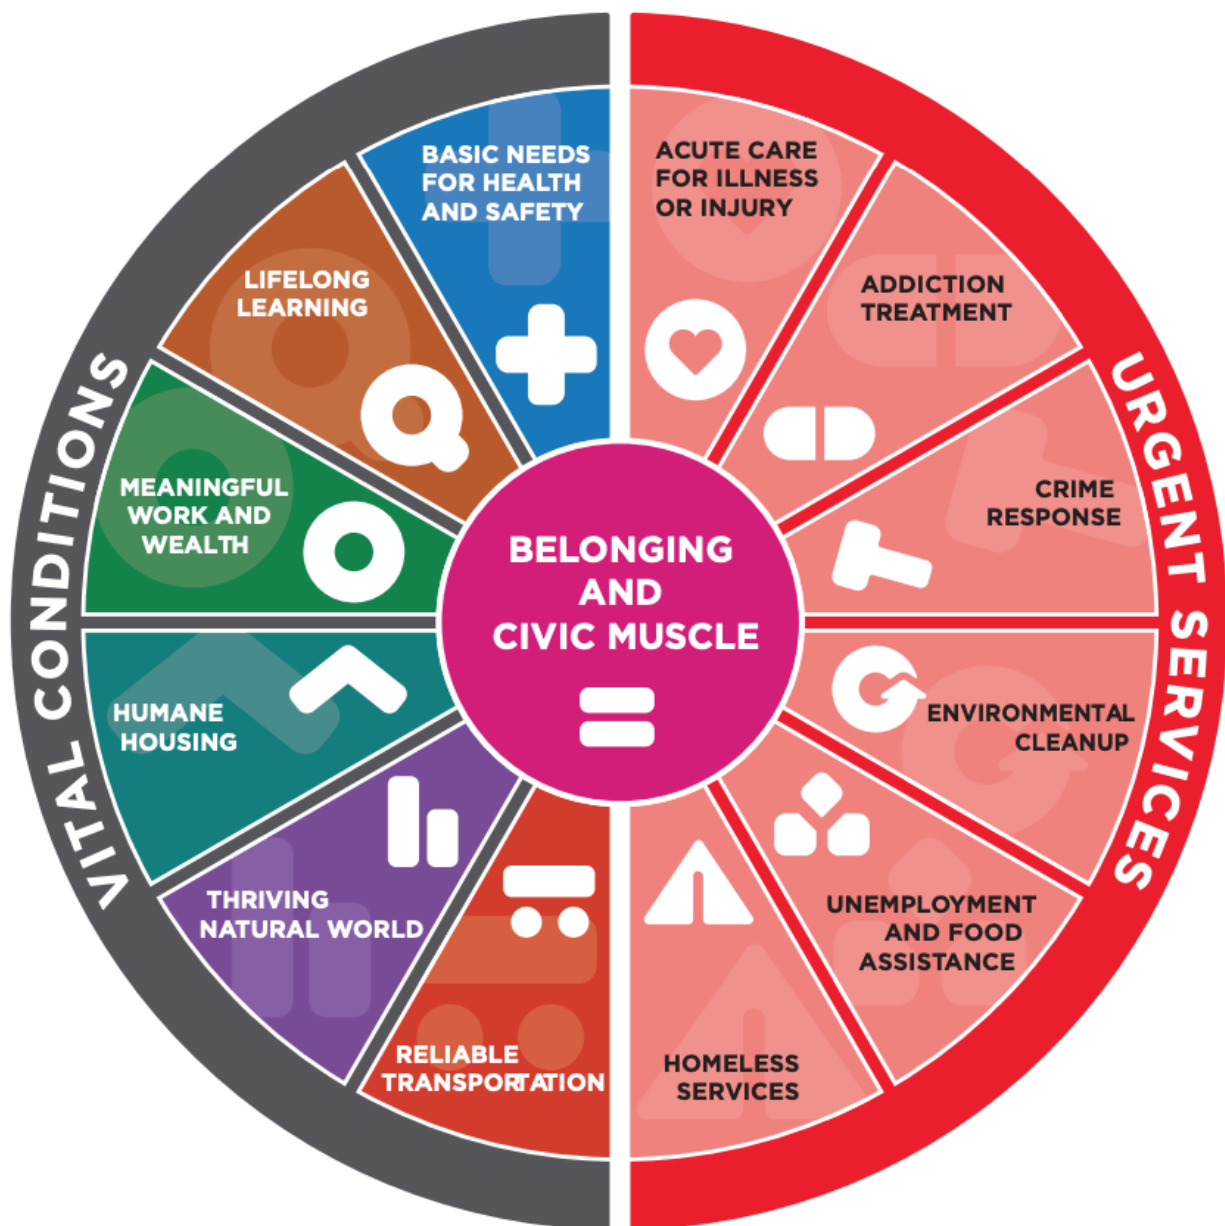 VITAL CONDITIONS
BASIC NEEDS
FOR HEALTH
AND SAFETY
LIFELONG
LEARNING
MEANINGFUL
WORK AND
WEALTH
HUMANE
HOUSING
THRIVING
NATURAL WORLD
RELIABLE
TRANSPORTATION
BELONGING
AND
CIVIC MUSCLE
URGENT SERVICES
ACUTE CARE
FOR ILLNESS
OR INJURY
ADDICTION
TREATMENT
CRIME
RESPONSE
ENVIRONMENTAL
CLEANUP
UNEMPLOYMENT
AND FOOD
ASSISTANCE
HOMELESS
SERVICES